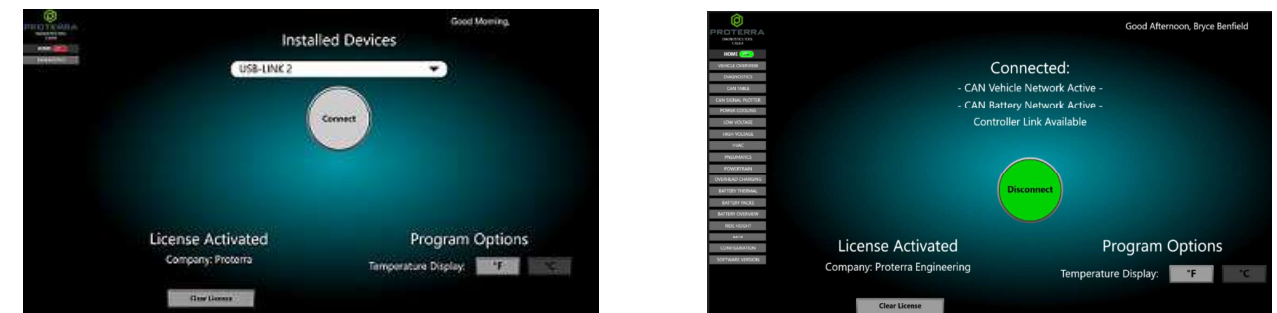 PROTERRA
HOME
Good Morning,
Installed Devices
USB-LINK 2
Connect
License Activated
Company: Proterra
Clear License
Program Options
Temperature Display: °F °C
PROTERRA
HOME
VEHICLE OVERVIEW
DIAGNOSTICS
CAN TABLE
CAN SIGNAL PLOTTER
POWER COOLING
LOW VOLTAGE
HIGH VOLTAGE
HVAC
PNEUMATICS
POWERTRAIN
OVERHEAD CHARGING
BATTERY THERMAL
BATTERY PACKS
BATTERY OVERVIEW
RIDE HEIGHT
CONFIGURATION
SOFTWARE VERSION
Good Afternoon, Bryce Benfield
Connected:
- CAN Vehicle Network Active -
- CAN Battery Network Active -
Controller Link Available
Disconnect
License Activated
Company: Proterra Engineering
Clear License
Program Options
Temperature Display: °F °C